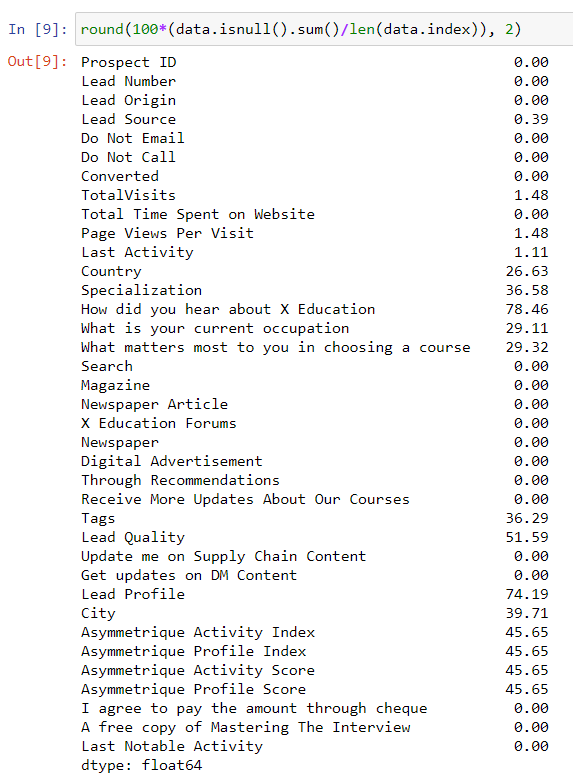 In [9]: round(100*(data.isnull().sum()/len(data.index)), 2)
Out[9]: Prospect ID 0.00
Lead Number 0.00
Lead Origin 0.00
Lead Source 0.39
Do Not Email 0.00
Do Not Call 0.00
Converted 0.00
TotalVisits 1.48
Total Time Spent on Website 0.00
Page Views Per Visit 1.48
Last Activity 1.11
Country 26.63
Specialization 36.58
How did you hear about X Education 78.46
What is your current occupation 29.11
What matters most to you in choosing a course 29.32
Search 0.00
Magazine 0.00
Newspaper Article 0.00
X Education Forums 0.00
Newspaper 0.00
Digital Advertisement 0.00
Through Recommendations 0.00
Receive More Updates About Our Courses 0.00
Tags 36.29
Lead Quality 51.59
Update me on Supply Chain Content 0.00
Get updates on DM Content 0.00
Lead Profile 74.19
City 39.71
Asymmetrique Activity Index 45.65
Asymmetrique Profile Index 45.65
Asymmetrique Activity Score 45.65
Asymmetrique Profile Score 45.65
I agree to pay the amount through cheque 0.00
A free copy of Mastering The Interview 0.00
Last Notable Activity 0.00
dtype: float64